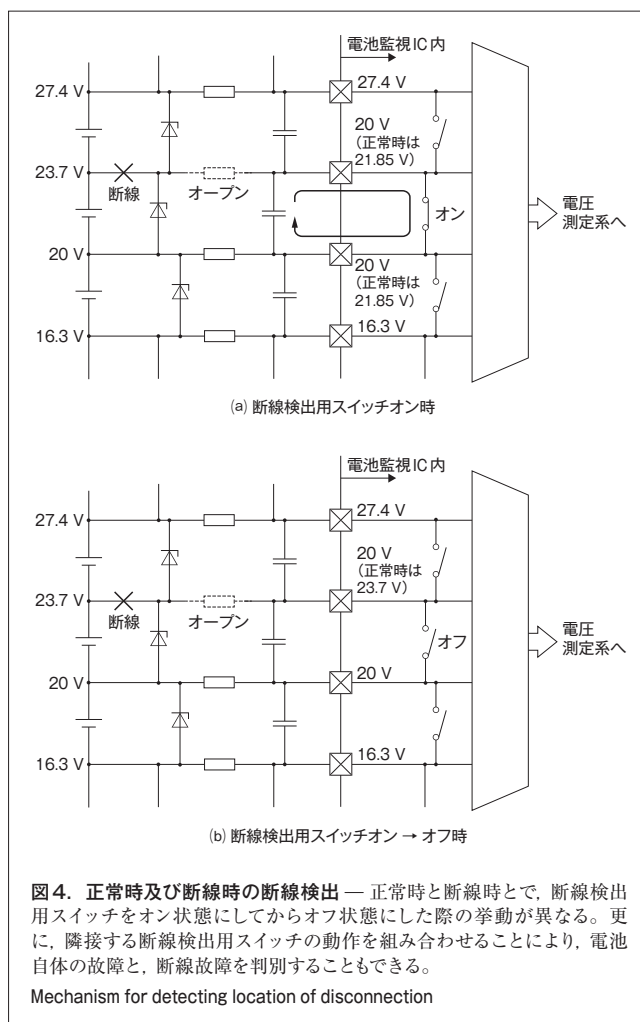 電池監視IC内
27.4 V
27.4 V
20 V
(正常時は
21.85 V)
23.7 V
断線
オープン
オン
電圧
測定系へ
20 V
20 V
(正常時は
21.85 V)
16.3 V
16.3 V
(a) 断線検出用スイッチオン時
電池監視IC内
27.4 V
27.4 V
20 V
(正常時は
23.7 V)
23.7 V
断線
オープン
オフ
電圧
測定系へ
20 V
20 V
16.3 V
16.3 V
(b) 断線検出用スイッチオン → オフ時
図4. 正常時及び断線時の断線検出 — 正常時と断線時とで, 断線検出
用スイッチをオン状態にしてからオフ状態にした際の挙動が異なる。更
に, 隣接する断線検出用スイッチの動作を組み合わせることにより, 電池
自体の故障と, 断線故障を判別することもできる。
Mechanism for detecting location of disconnection